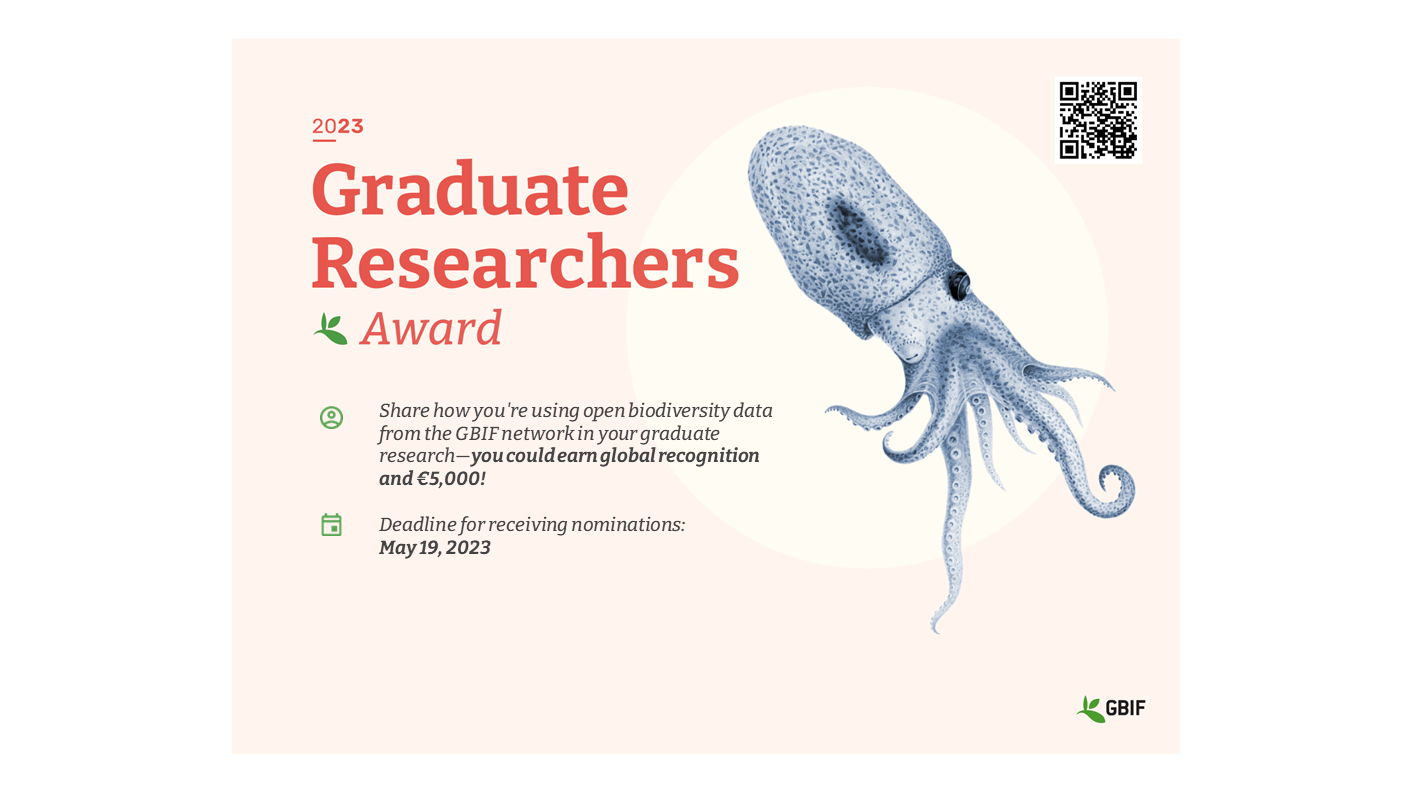 2023
Graduate
Researchers
Award
Share how you're using open biodiversity data
from the GBIF network in your graduate
research—you could earn global recognition
and €5,000!
Deadline for receiving nominations:
May 19, 2023
GBIF